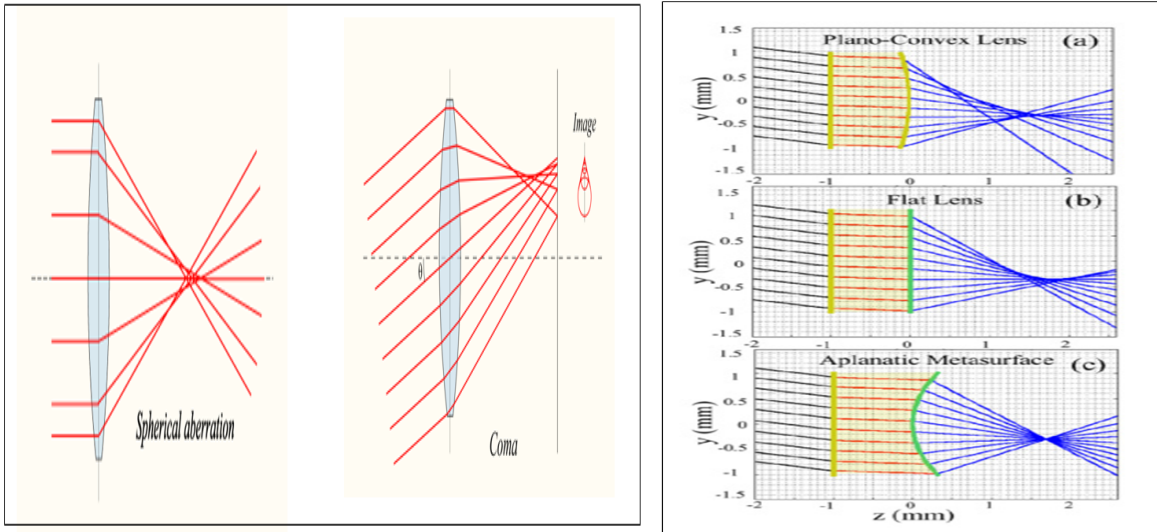 Spherical aberration
θ
Coma
Image
Plano-Convex Lens (a)
y (mm)
1.5
1
0.5
0
-0.5
-1
-1.5
-2 -1 0 1 2
Flat Lens (b)
y (mm)
1.5
1
0.5
0
-0.5
-1
-1.5
-2 -1 0 1 2
Aplanatic Metasurface (c)
y (mm)
1.5
1
0.5
0
-0.5
-1
-1.5
-2 -1 0 1 2
z (mm)